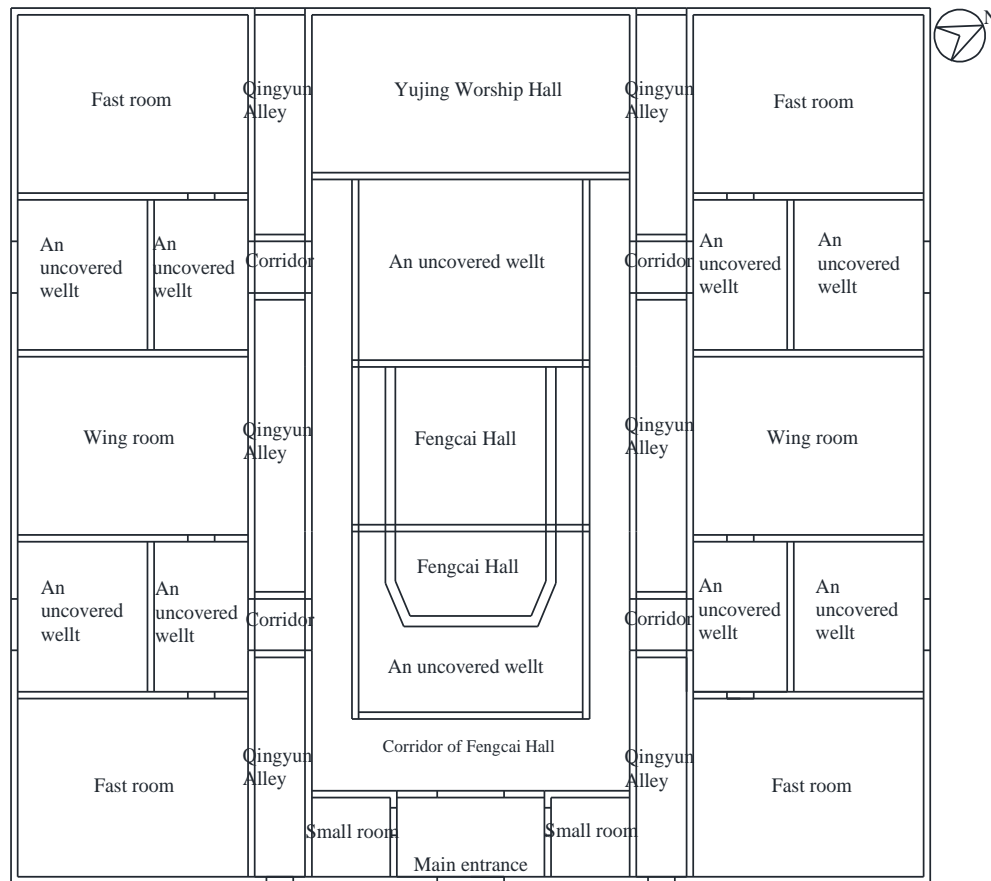 N
Fast room
Qingyun
Alley
Yujing Worship Hall
Qingyun
Alley
Fast room
An
uncovered
wellt
An
uncovered
wellt
Corridor
An uncovered wellt
Corridor
An
uncovered
wellt
An
uncovered
wellt
Wing room
Qingyun
Alley
Fengcai Hall
Qingyun
Alley
Wing room
Fengcai Hall
An
uncovered
wellt
An
uncovered
wellt
Corridor
An uncovered wellt
Corridor
An
uncovered
wellt
An
uncovered
wellt
Fast room
Qingyun
Alley
Corridor of Fengcai Hall
Qingyun
Alley
Fast room
Small room
Main entrance
Small room